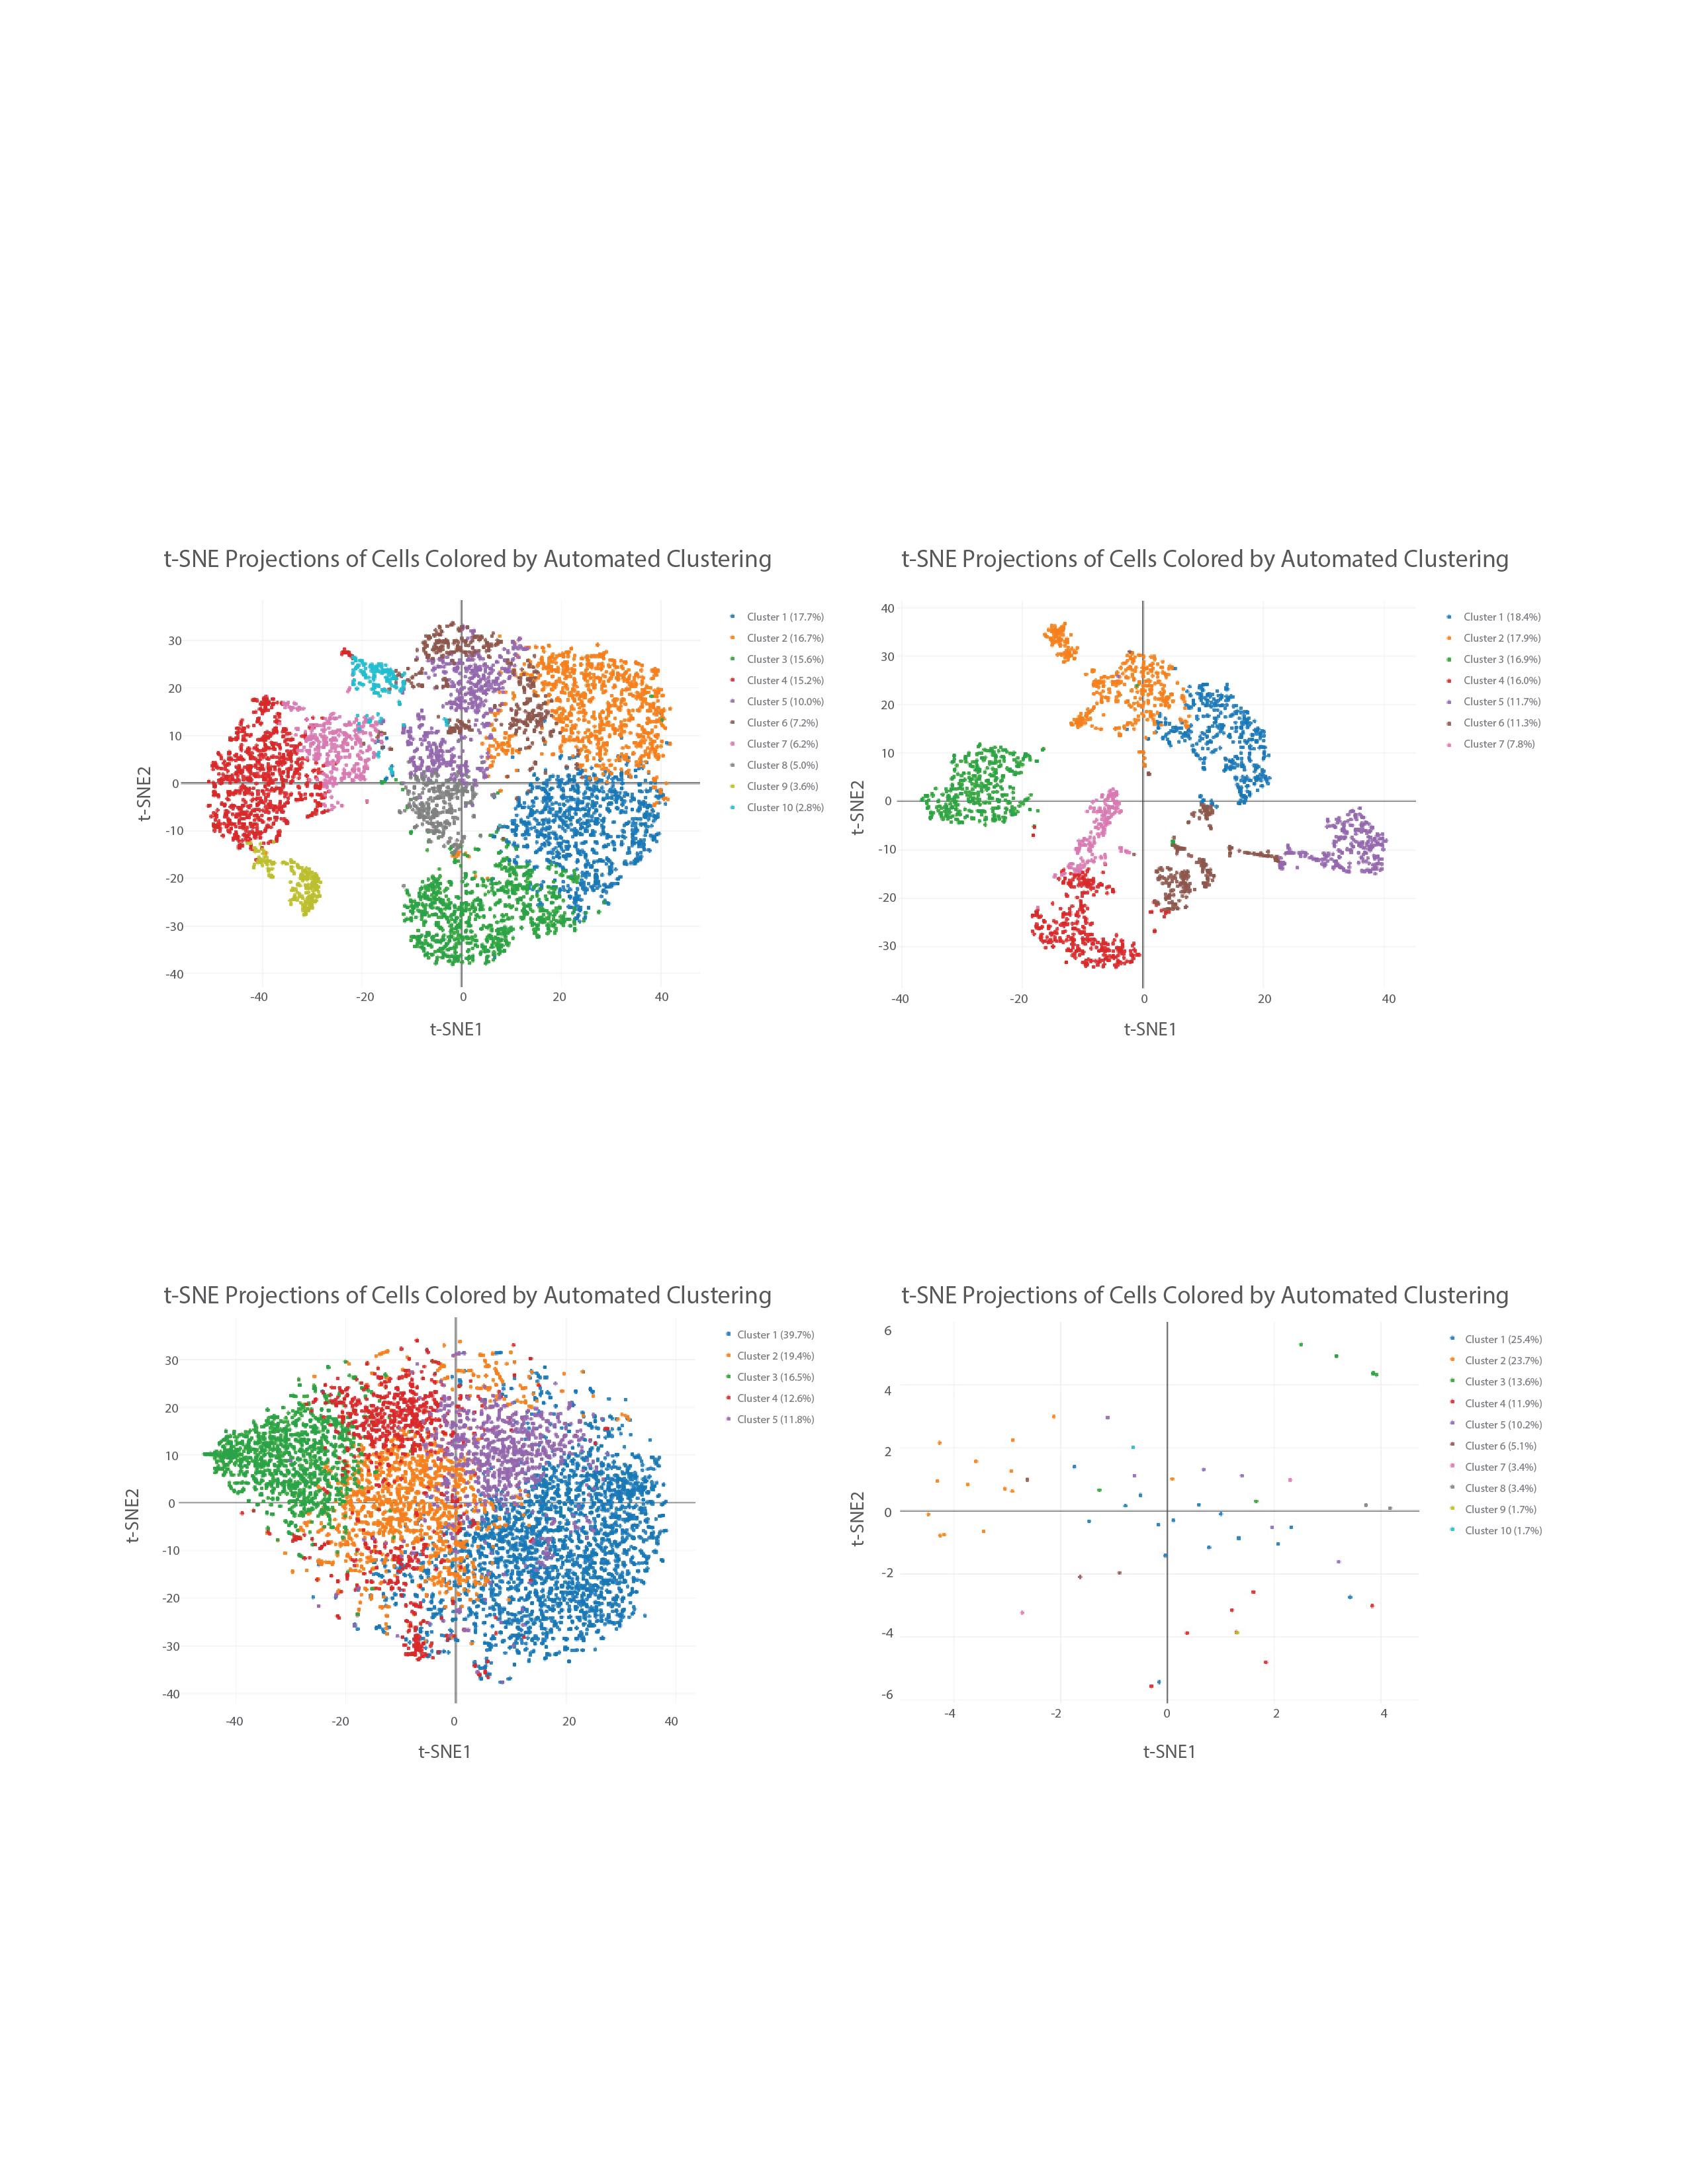 t-SNE Projections of Cells Colored by Automated Clustering
30
20
10
0
-10
-20
-30
-40
t-SNE2
-40 -20 0 20 40
t-SNE1
Cluster 1 (17.7%)
Cluster 2 (16.7%)
Cluster 3 (15.6%)
Cluster 4 (15.2%)
Cluster 5 (10.0%)
Cluster 6 (7.2%)
Cluster 7 (6.2%)
Cluster 8 (5.0%)
Cluster 9 (3.6%)
Cluster 10 (2.8%)
t-SNE Projections of Cells Colored by Automated Clustering
40
30
20
10
0
-10
-20
-30
t-SNE2
-40 -20 0 20 40
t-SNE1
Cluster 1 (18.4%)
Cluster 2 (17.9%)
Cluster 3 (16.9%)
Cluster 4 (16.0%)
Cluster 5 (11.7%)
Cluster 6 (11.3%)
Cluster 7 (7.8%)
t-SNE Projections of Cells Colored by Automated Clustering
30
20
10
0
-10
-20
-30
-40
t-SNE2
-40 -20 0 20 40
t-SNE1
Cluster 1 (39.7%)
Cluster 2 (19.4%)
Cluster 3 (16.5%)
Cluster 4 (12.6%)
Cluster 5 (11.8%)
t-SNE Projections of Cells Colored by Automated Clustering
6
4
2
0
-2
-4
-6
t-SNE2
-4 -2 0 2 4
t-SNE1
Cluster 1 (25.4%)
Cluster 2 (23.7%)
Cluster 3 (13.6%)
Cluster 4 (11.9%)
Cluster 5 (10.2%)
Cluster 6 (5.1%)
Cluster 7 (3.4%)
Cluster 8 (3.4%)
Cluster 9 (1.7%)
Cluster 10 (1.7%)